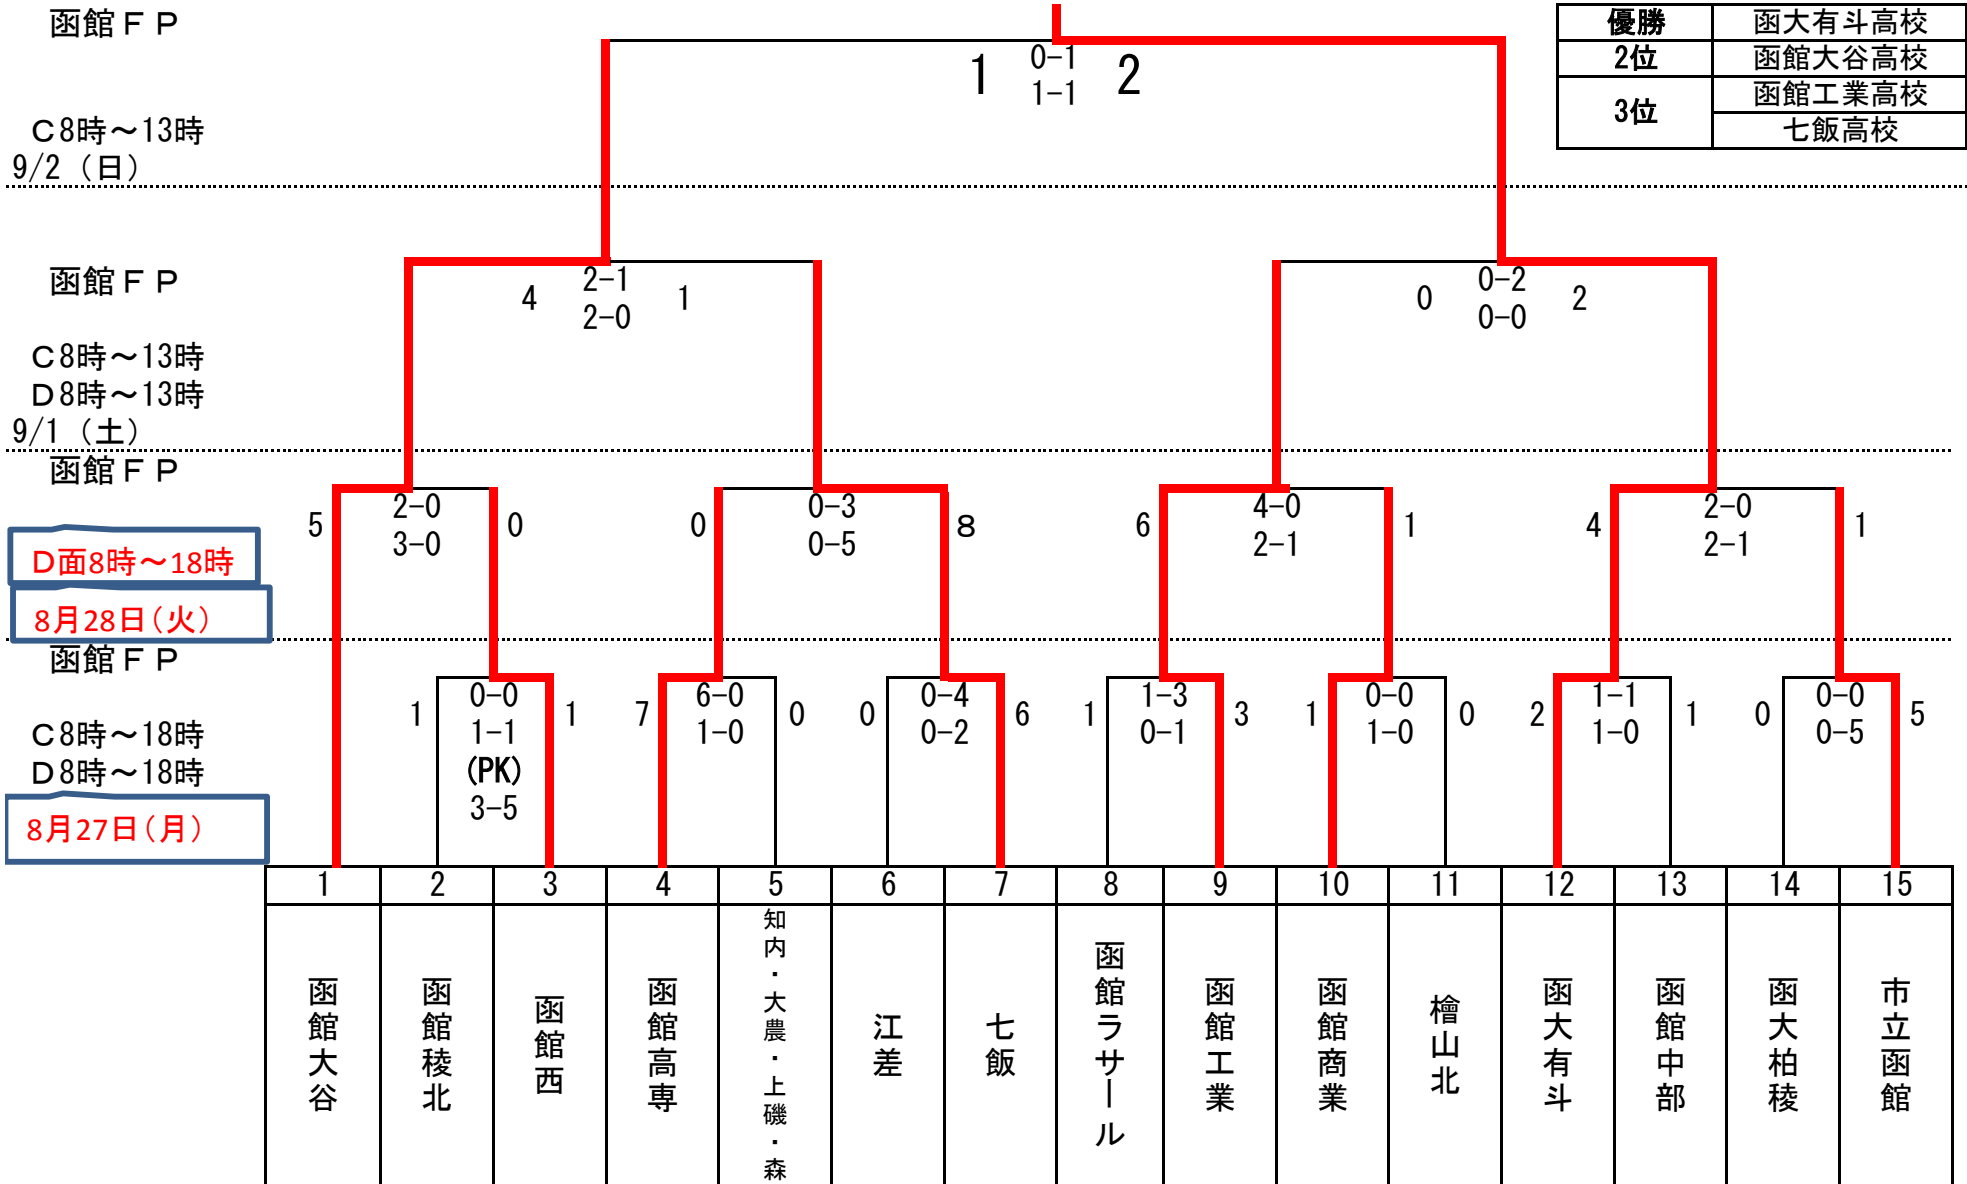 函館ＦＰ
優勝 函大有斗高校
2位 函館大谷高校
3位 函館工業高校
七飯高校
1 0-1 2
1-1
Ｃ8時～13時
9/2（日）
函館ＦＰ
4 2-1 1 0 0-2 2
2-0 0-0
Ｃ8時～13時
Ｄ8時～13時
9/1（土）
函館ＦＰ
5 2-0 0 0 0-3 8 6 4-0 1 4 2-0 1
3-0 0-5 2-1 2-1
Ｄ面8時～18時
8月28日（火）
函館ＦＰ
1 0-0 1 7 6-0 0 0 0-4 6 1 1-3 3 1 0-0 0 2 1-1 1 0 0-0 5
1-1 1-0 0-2 0-1 1-0 1-0 0-5
Ｃ8時～18時
Ｄ8時～18時
(PK)
3-5
8月27日（月）
1 2 3 4 5 6 7 8 9 10 11 12 13 14 15
函館大谷
函館稜北
函館西
函館高専
知内・大農・上磯・森
江差
七飯
函館ラサール
函館工業
函館商業
檜山北
函大有斗
函館中部
函大柏稜
市立函館